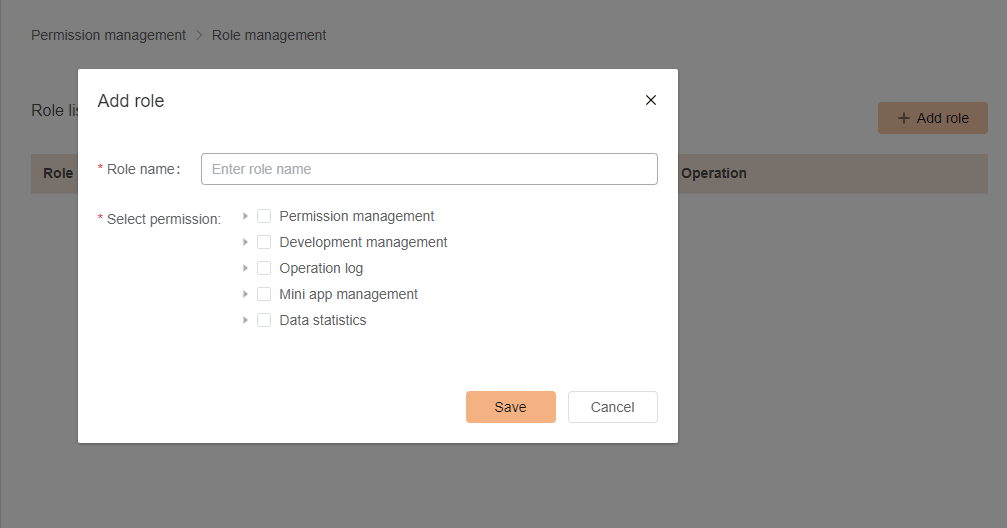 Permission management > Role management
Add role
Role li
+ Add role
Role
Operation
* Role name:
Enter role name
* Select permission:
Permission management
Development management
Operation log
Mini app management
Data statistics
Save
Cancel